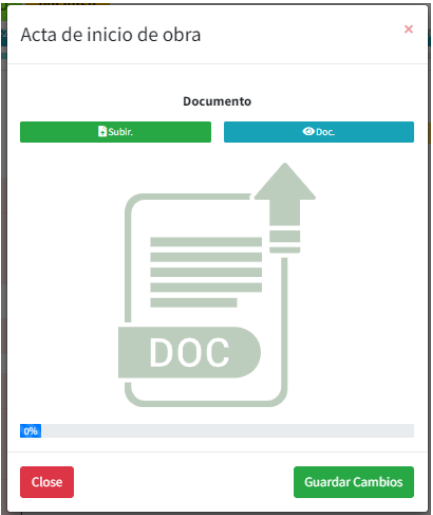 Acta de inicio de obra
×
Documento
Subir.
Doc.
DOC
0%
Close
Guardar Cambios